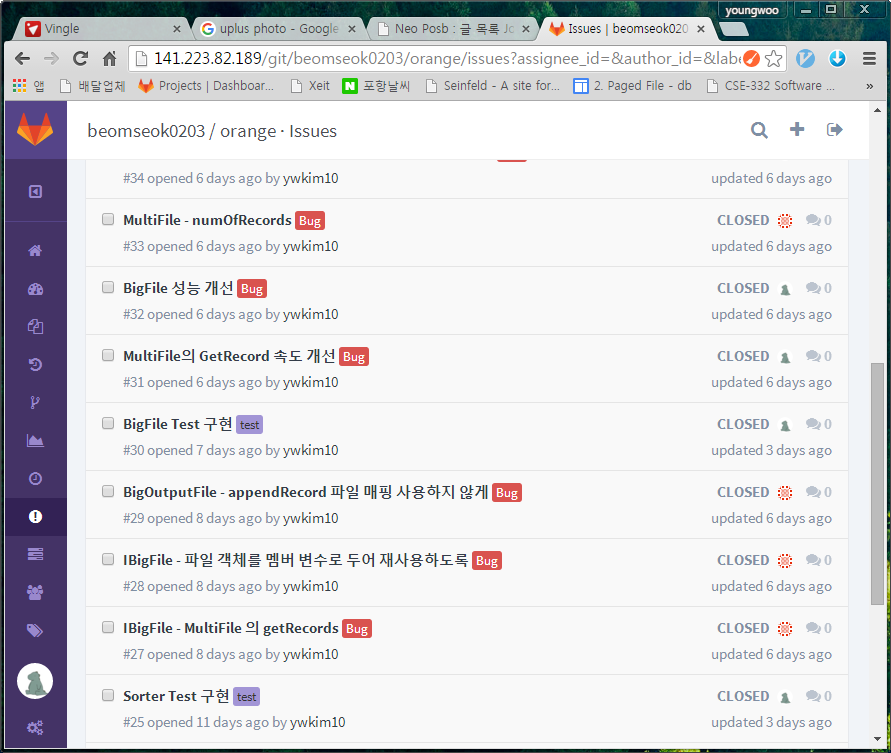 youngwoo
Vingle
uplus photo - Google
Neo Posb : 글 목록 Jo
Issues | beomseok020
141.223.82.189/git/beomseok0203/orange/issues?assignee_id=&author_id=&labe
앱
배달업체
Projects | Dashboar...
Xeit
포항날씨
Seinfeld - A site for...
2. Paged File - db
CSE-332 Software ...
»
beomseok0203 / orange · Issues
#34 opened 6 days ago by ywkim10 updated 6 days ago
MultiFile - numOfRecords Bug CLOSED 0
#33 opened 6 days ago by ywkim10 updated 6 days ago
BigFile 성능 개선 Bug CLOSED 0
#32 opened 6 days ago by ywkim10 updated 6 days ago
MultiFile의 GetRecord 속도 개선 Bug CLOSED 0
#31 opened 6 days ago by ywkim10 updated 6 days ago
BigFile Test 구현 test CLOSED 0
#30 opened 7 days ago by ywkim10 updated 3 days ago
BigOutputFile - appendRecord 파일 매핑 사용하지 않게 Bug CLOSED 0
#29 opened 8 days ago by ywkim10 updated 6 days ago
IBigFile - 파일 객체를 멤버 변수로 두어 재사용하도록 Bug CLOSED 0
#28 opened 8 days ago by ywkim10 updated 6 days ago
IBigFile - MultiFile 의 getRecords Bug CLOSED 0
#27 opened 8 days ago by ywkim10 updated 6 days ago
Sorter Test 구현 test CLOSED 0
#25 opened 11 days ago by ywkim10 updated 3 days ago